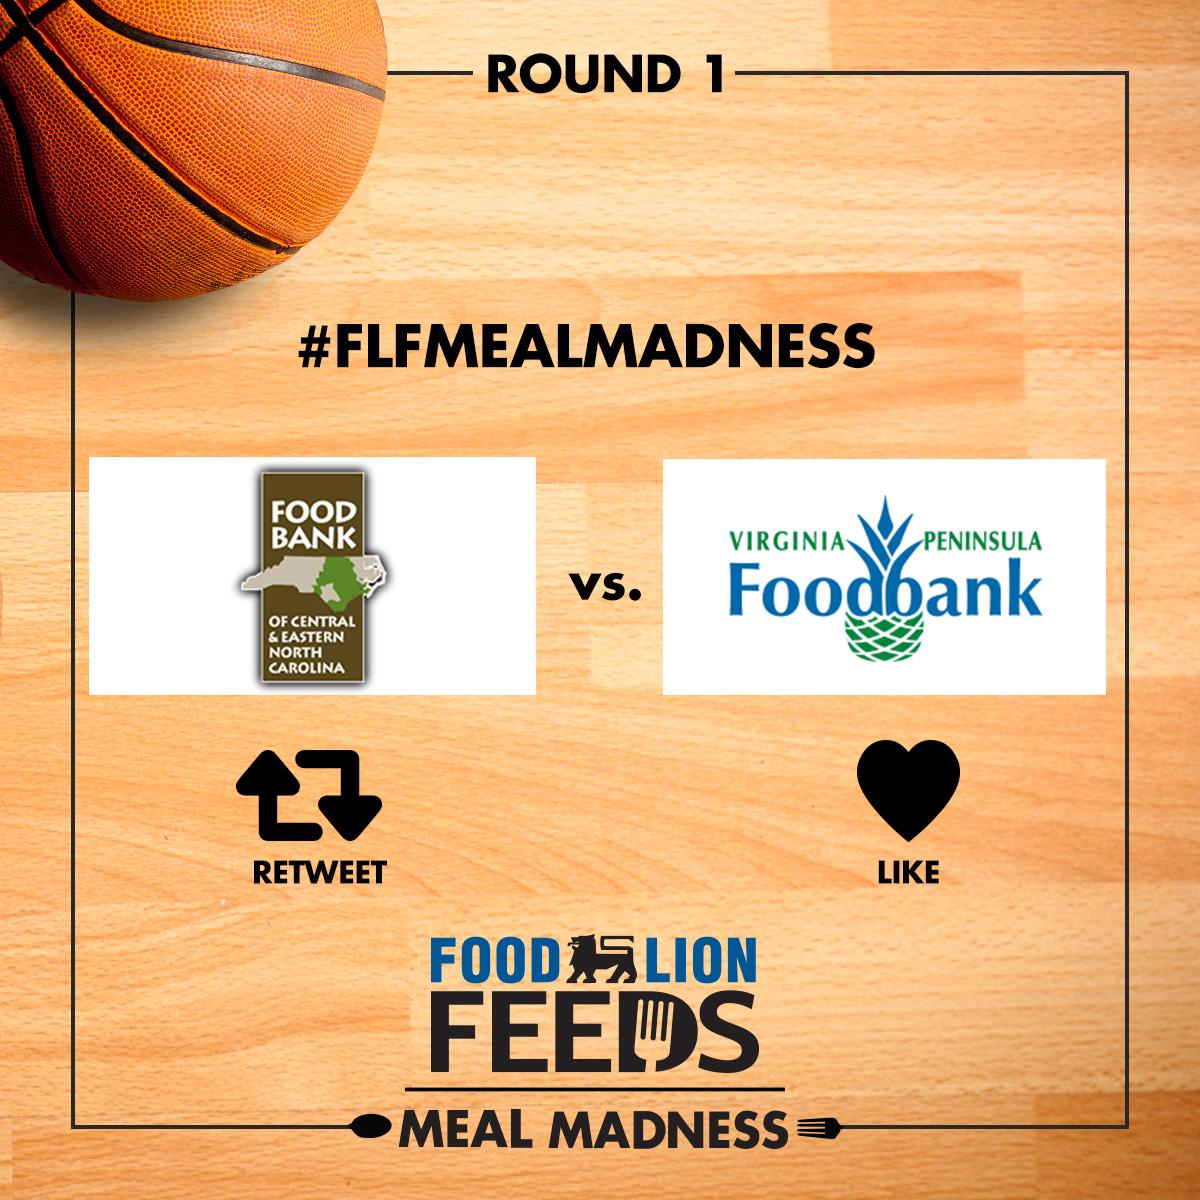 ROUND 1
#FLFMEALMADNESS
FOOD
BANK
OF CENTRAL
& EASTERN
NORTH
CAROLINA
vs.
VIRGINIA PENINSULA
Foodbank
RETWEET
LIKE
FOOD LION
FEEDS
MEAL MADNESS